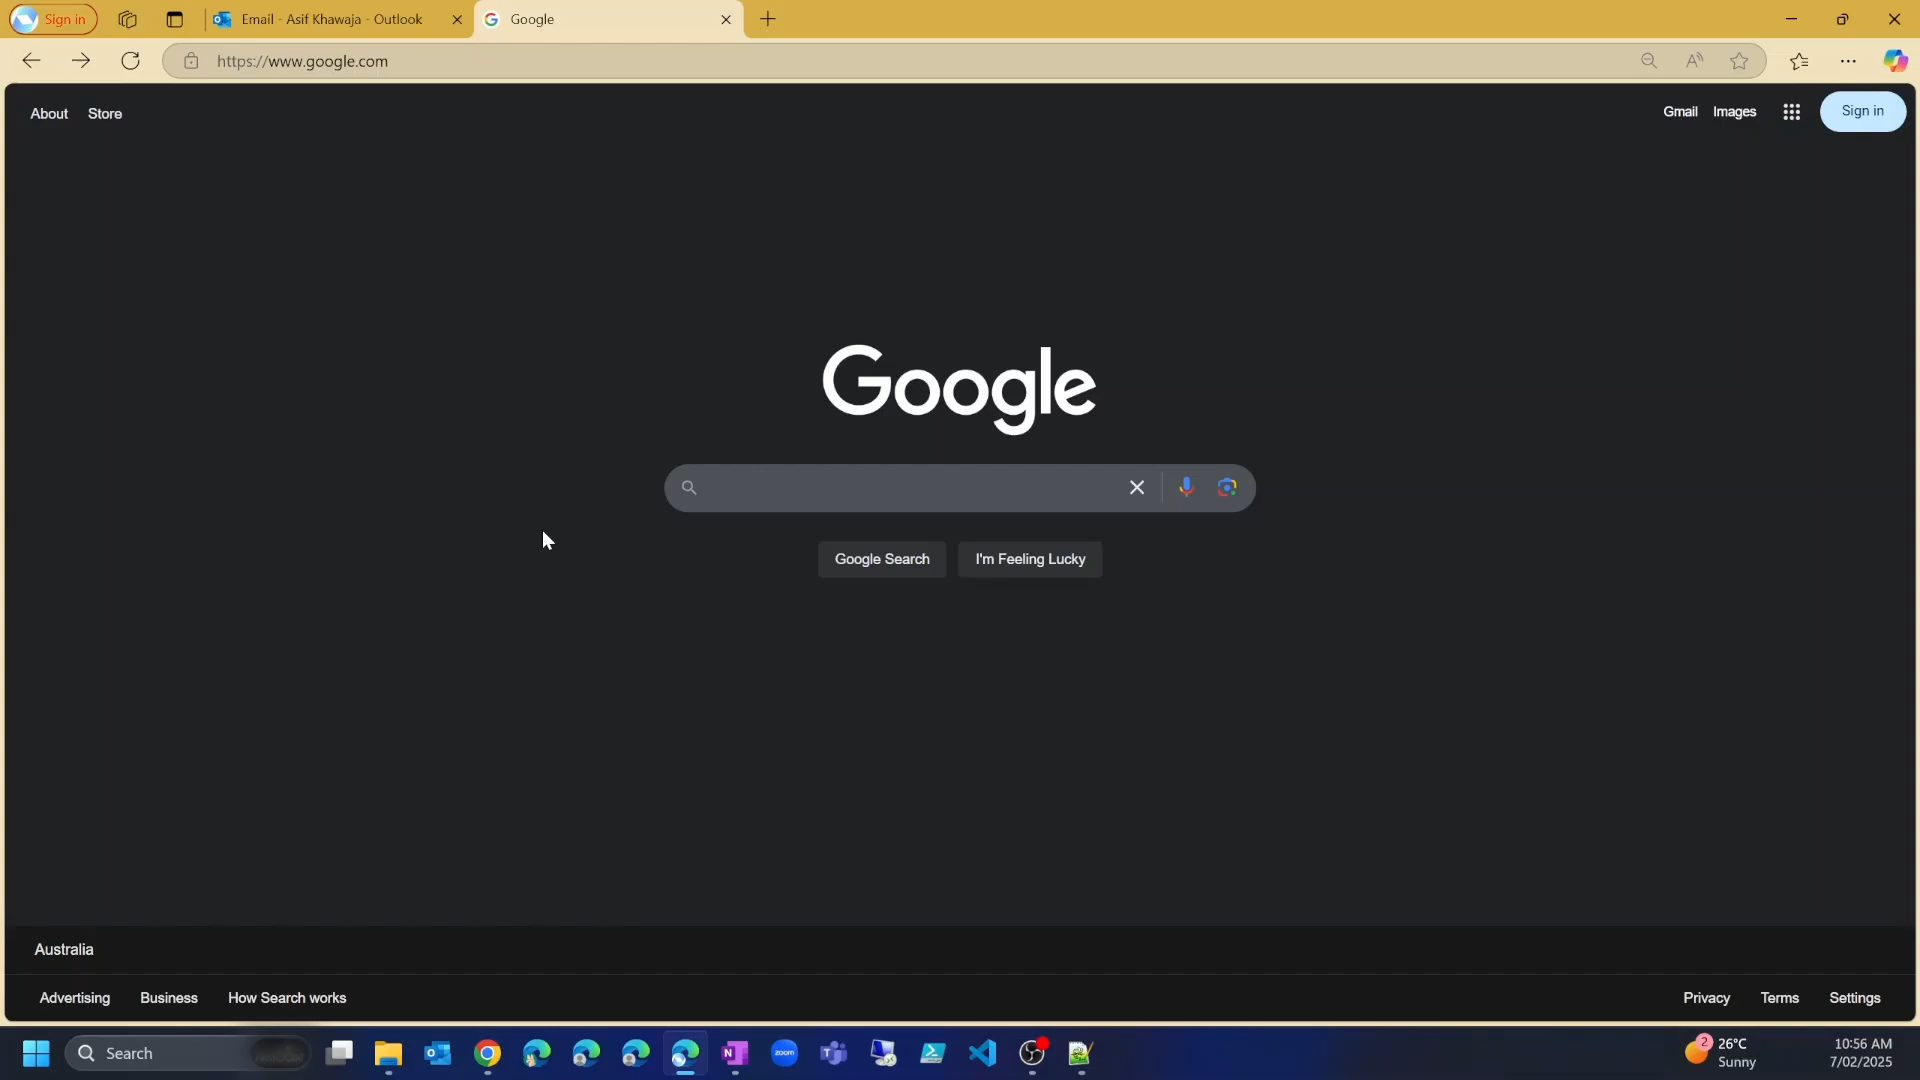 Sign in
Email - Asif Khawaja - Outlook
Google
https://www.google.com
About Store
Gmail Images Sign in
Google
Google Search I'm Feeling Lucky
Australia
Advertising Business How Search works
Privacy Terms Settings
Search
zoom
2 26°C
Sunny
10:56 AM
7/02/2025